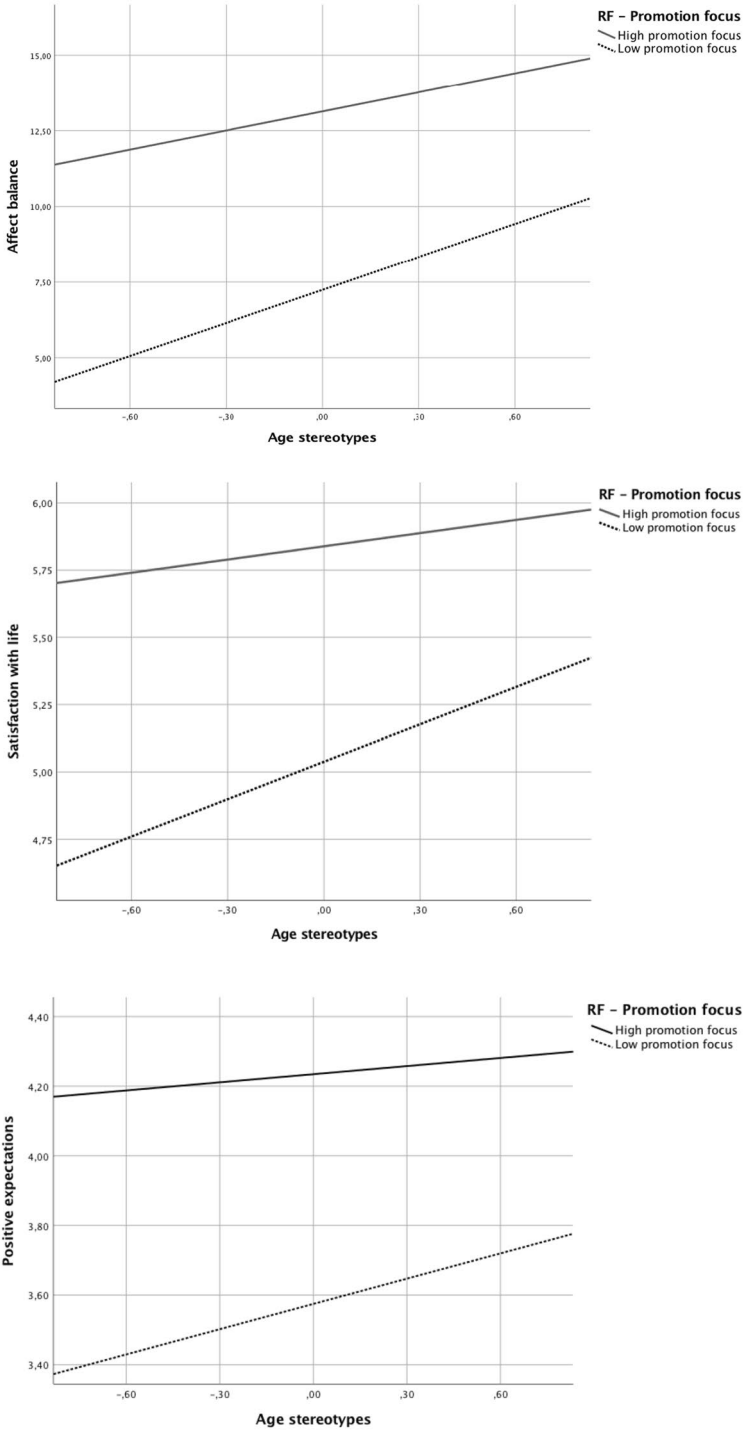 RF – Promotion focus
High promotion focus
Low promotion focus
15,00
12,50
10,00
7,50
5,00
Affect balance
-,60
-,30
,00
,30
,60
Age stereotypes
RF – Promotion focus
High promotion focus
Low promotion focus
6,00
5,75
5,50
5,25
5,00
4,75
Satisfaction with life
-,60
-,30
,00
,30
,60
Age stereotypes
RF – Promotion focus
High promotion focus
Low promotion focus
4,40
4,20
4,00
3,80
3,60
3,40
Positive expectations
-,60
-,30
,00
,30
,60
Age stereotypes